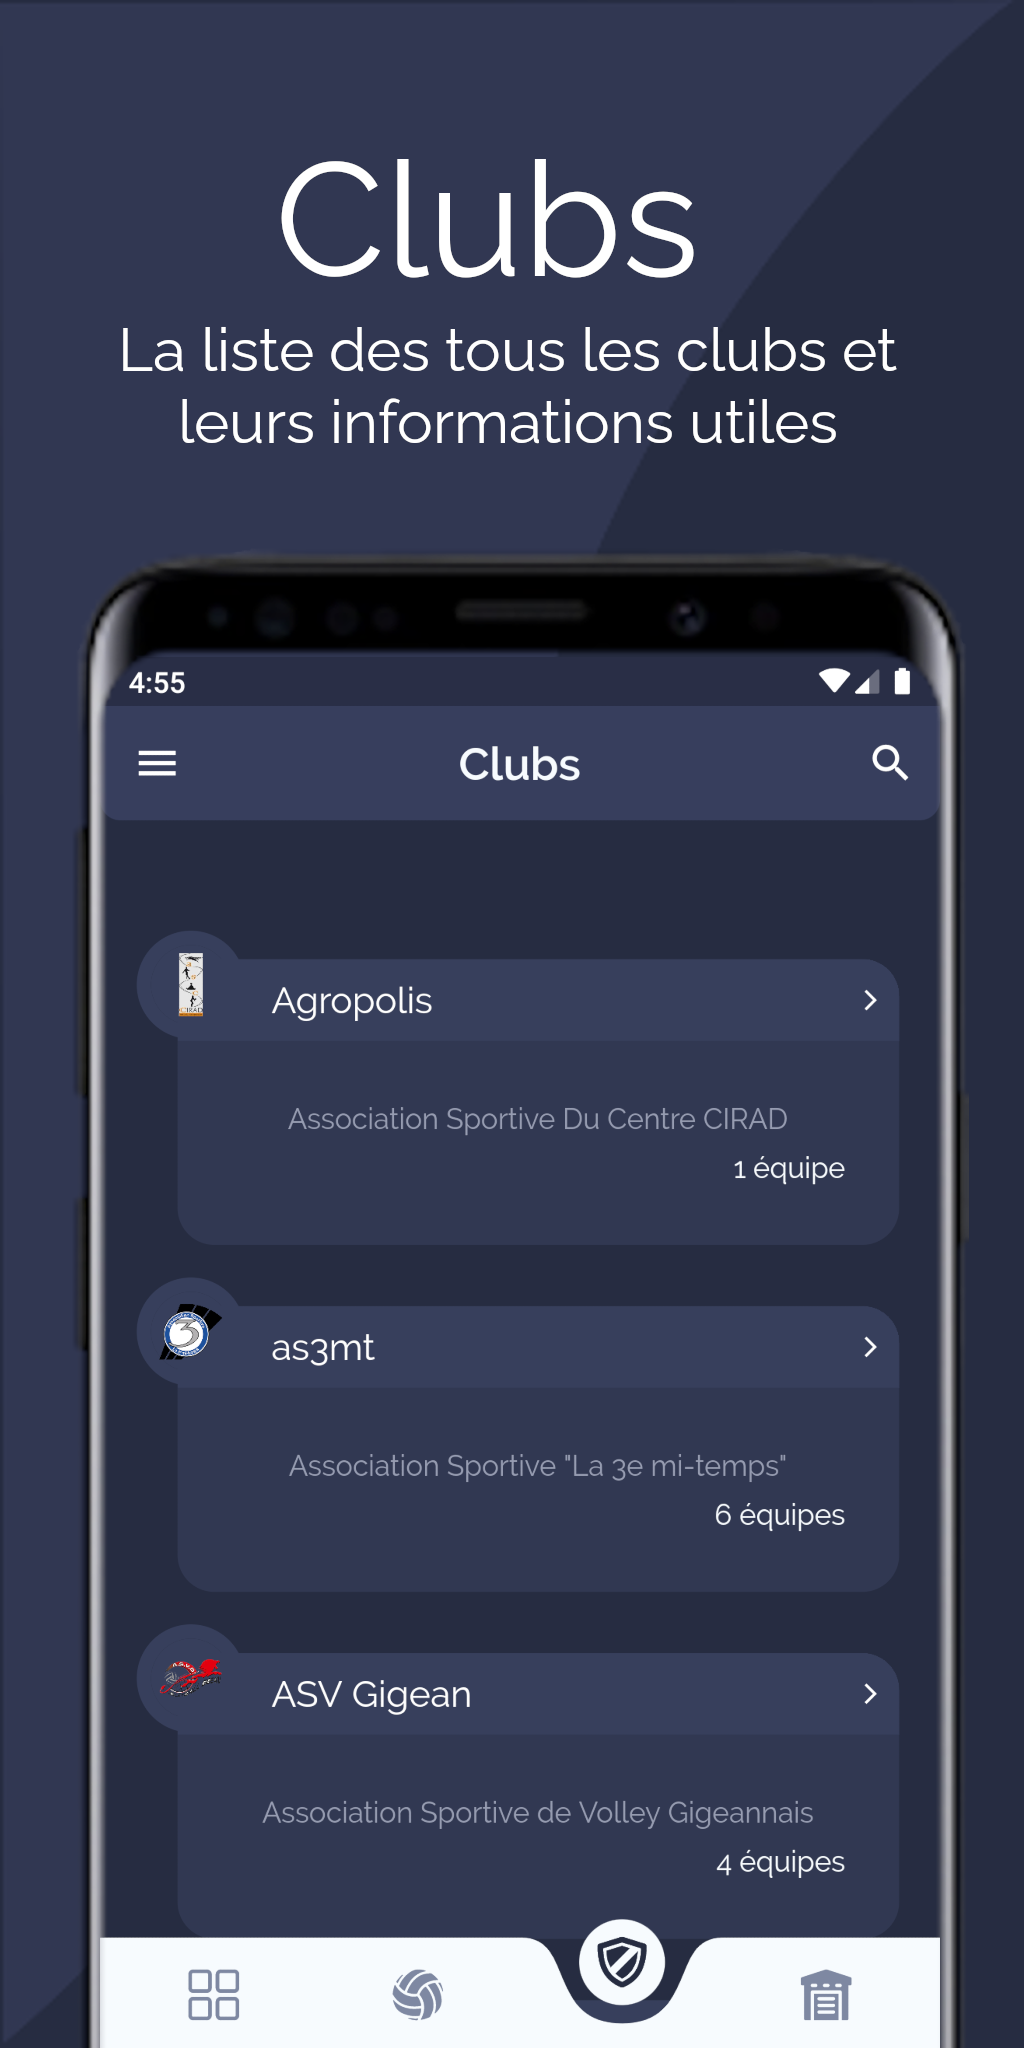 Clubs
La liste des tous les clubs et
leurs informations utiles
4:55
Clubs
CIRAD
Agropolis
Association Sportive Du Centre CIRAD
1 équipe
3
as3mt
Association Sportive "La 3e mi-temps"
6 équipes
ASV Gigean
Association Sportive de Volley Gigeannais
4 équipes